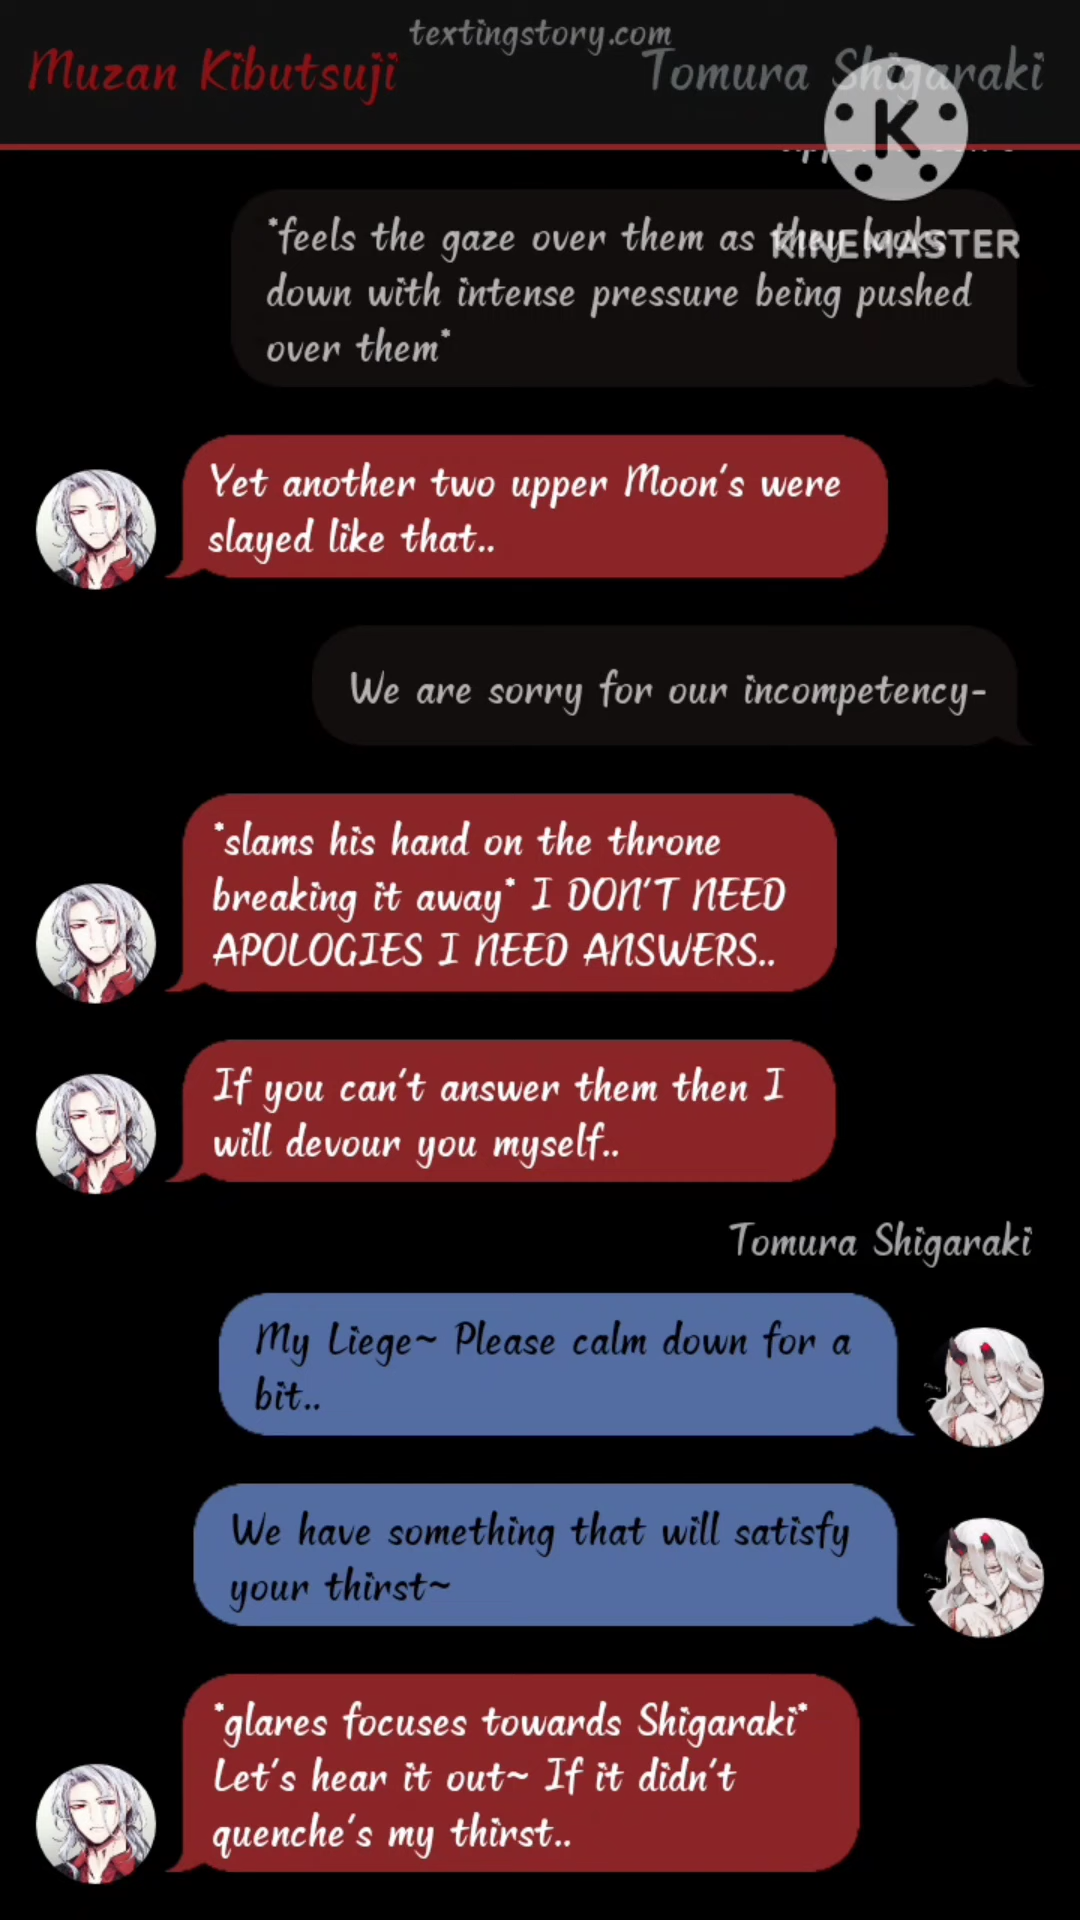 textingstory.com
Muzan Kibutsuji
Tomura Shigaraki
K
KINEMASTER
*feels the gaze over them as they looks
down with intense pressure being pushed
over them*
Yet another two upper Moon's were
slayed like that..
We are sorry for our incompetency-
*slams his hand on the throne
breaking it away* I DON'T NEED
APOLOGIES I NEED ANSWERS..
If you can't answer them then I
will devour you myself..
Tomura Shigaraki
My Liege~ Please calm down for a
bit..
We have something that will satisfy
your thirst~
*glares focuses towards Shigaraki*
Let's hear it out~ If it didn't
quenche's my thirst..